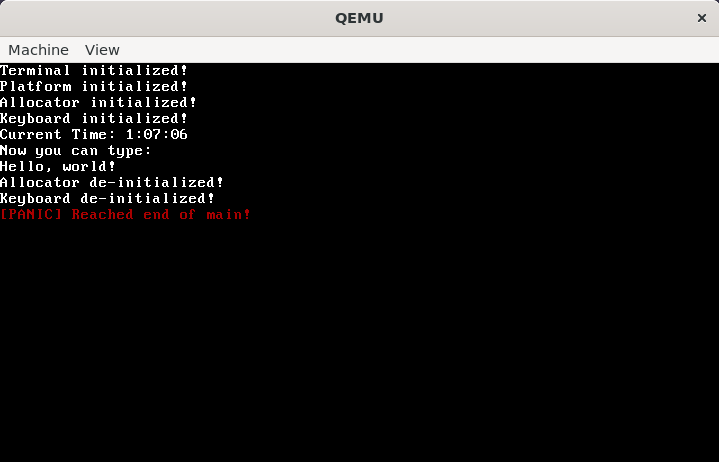 QEMU
×
Machine View
Terminal initialized!
Platform initialized!
Allocator initialized!
Keyboard initialized!
Current Time: 1:07:06
Now you can type:
Hello, world!
Allocator de-initialized!
Keyboard de-initialized!
[PANIC] Reached end of main!